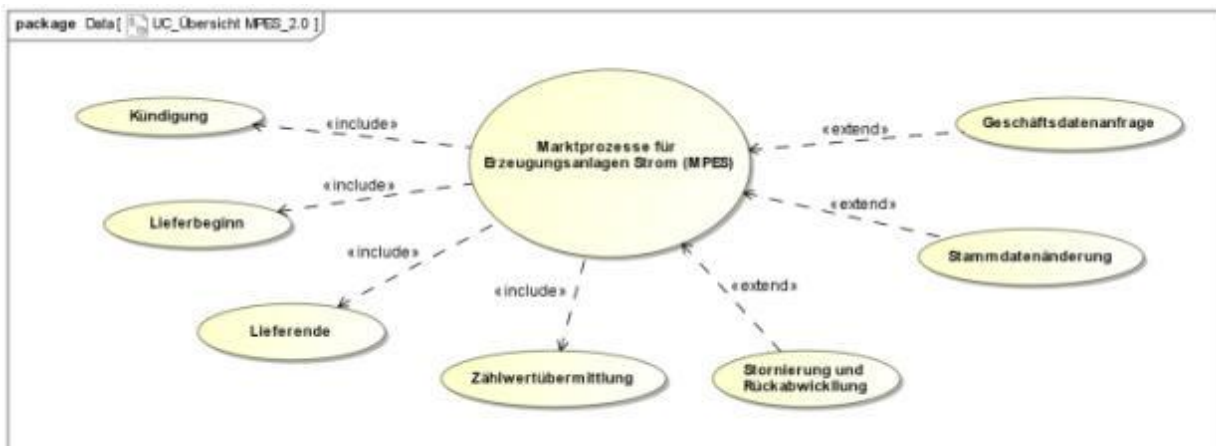 package Data [ UC_Übersicht MPES_2.0 ]
Kündigung
«include»
Marktprozesse für
Erzeugungsanlagen Strom (MPES)
«extend»
Geschäftsdatenanfrage
«include»
Lieferbeginn
«extend»
Stammdatenänderung
«include»
Lieferende
«include»
Zählwertübermittlung
«extend»
Stornierung und
Rückabwicklung